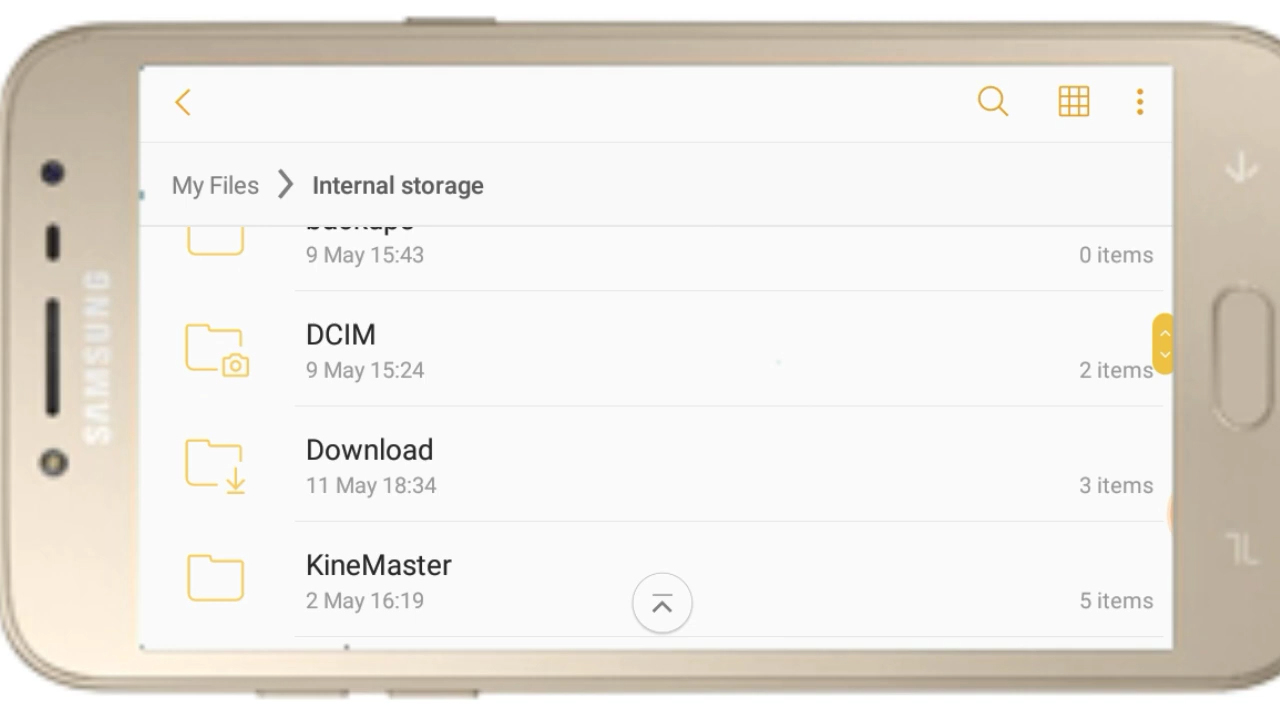 My Files
Internal storage
backups
9 May 15:43
0 items
DCIM
9 May 15:24
2 items
Download
11 May 18:34
3 items
KineMaster
2 May 16:19
5 items
SAMSUNG